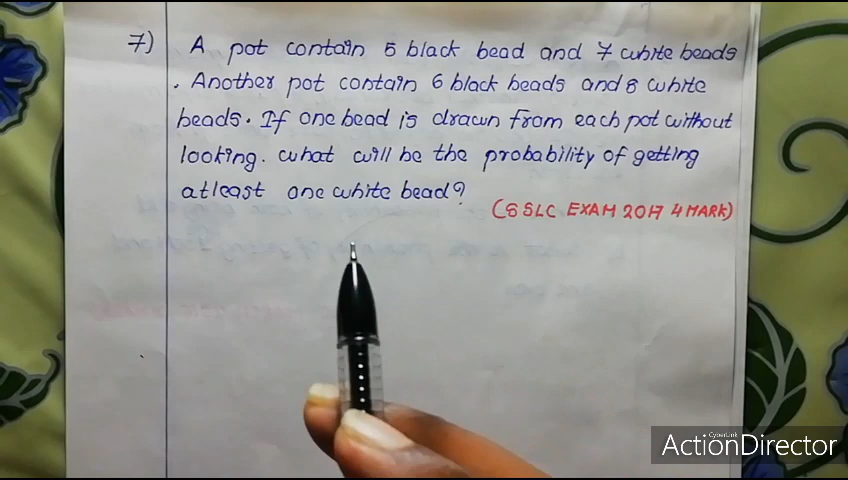 7) A pot contain 5 black bead and 7 white beads
. Another pot contain 6 black beads and 8 white
beads. If one bead is drawn from each pot without
looking. what will be the probability of getting
atleast one white bead?
(SSLC EXAM 2017 4 MARK)
CyberLink
ActionDirector